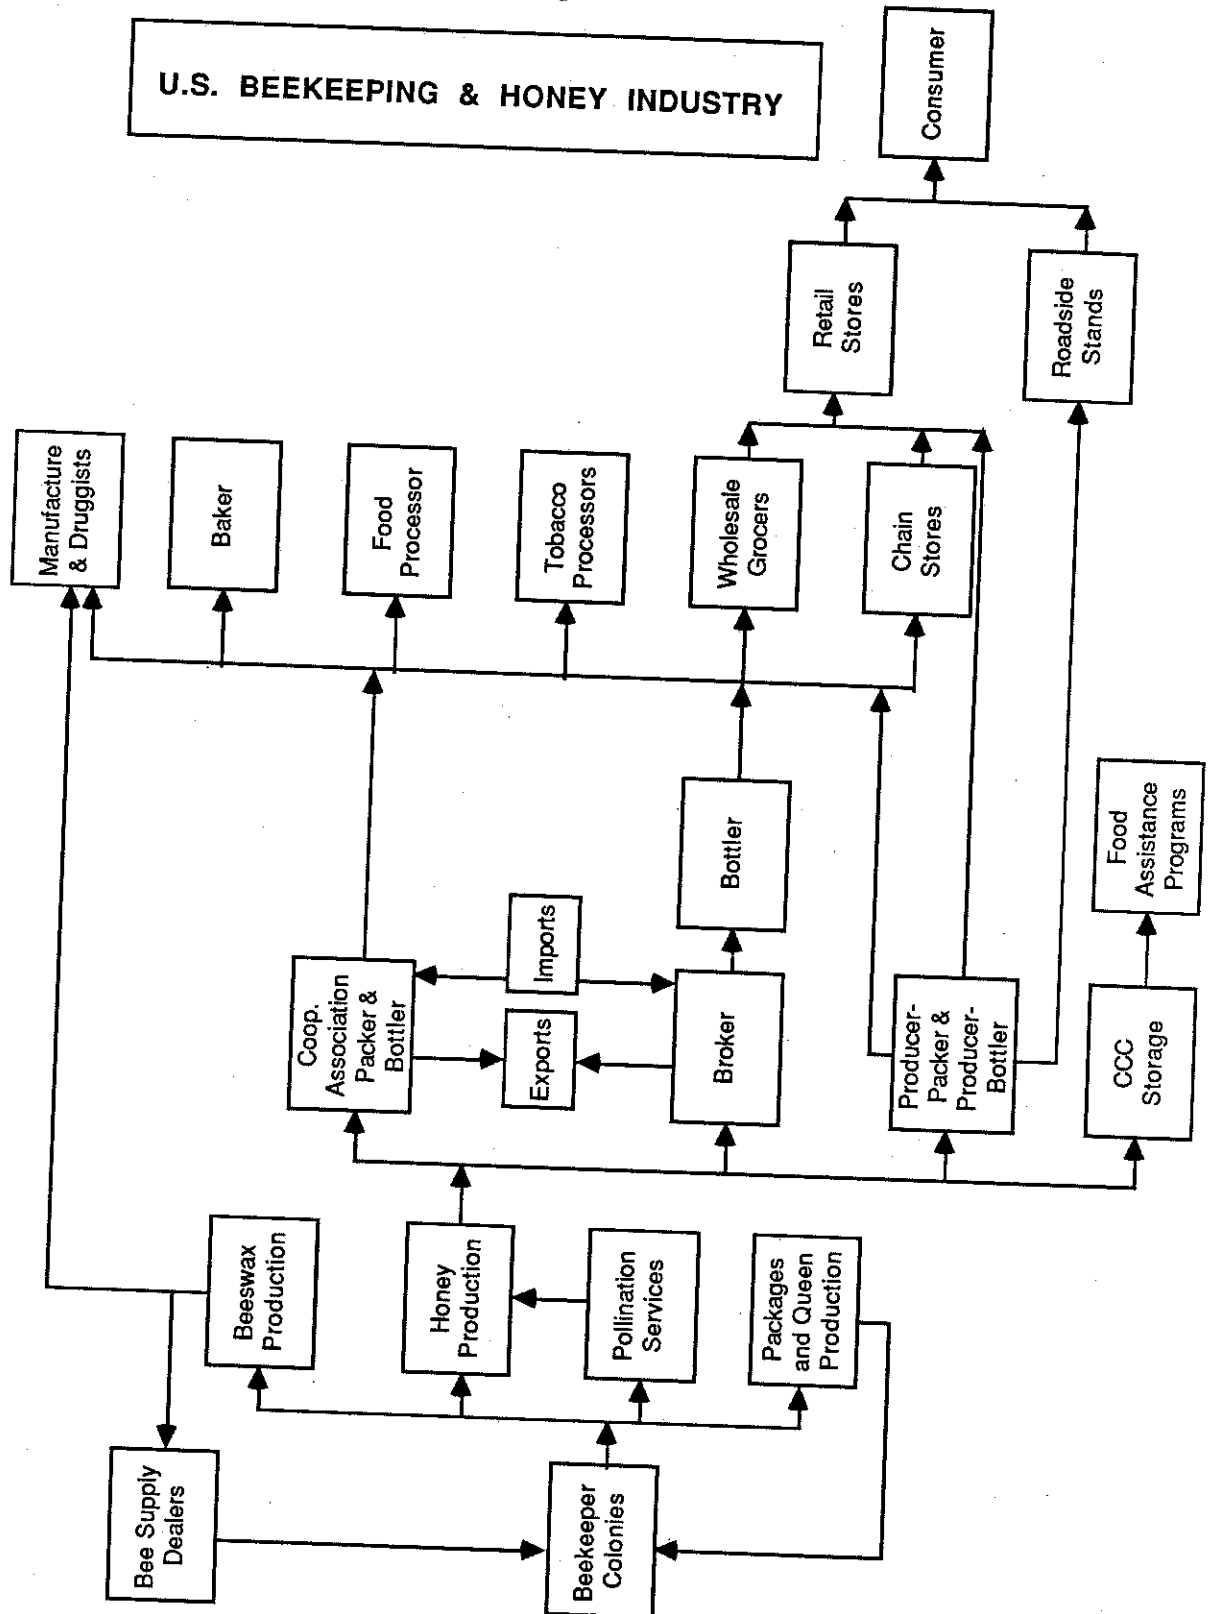 U.S. BEEKEEPING & HONEY INDUSTRY
Consumer
Retail
Stores
Roadside
Stands
Manufacture
& Druggists
Baker
Food
Processor
Tobacco
Processors
Wholesale
Grocers
Chain
Stores
Coop.
Association
Packer &
Bottler
Imports
Exports
Bottler
Broker
Producer-
Packer &
Producer-
Bottler
Food
Assistance
Programs
CCC
Storage
Beeswax
Production
Honey
Production
Pollination
Services
Packages
and Queen
Production
Bee Supply
Dealers
Beekeeper
Colonies